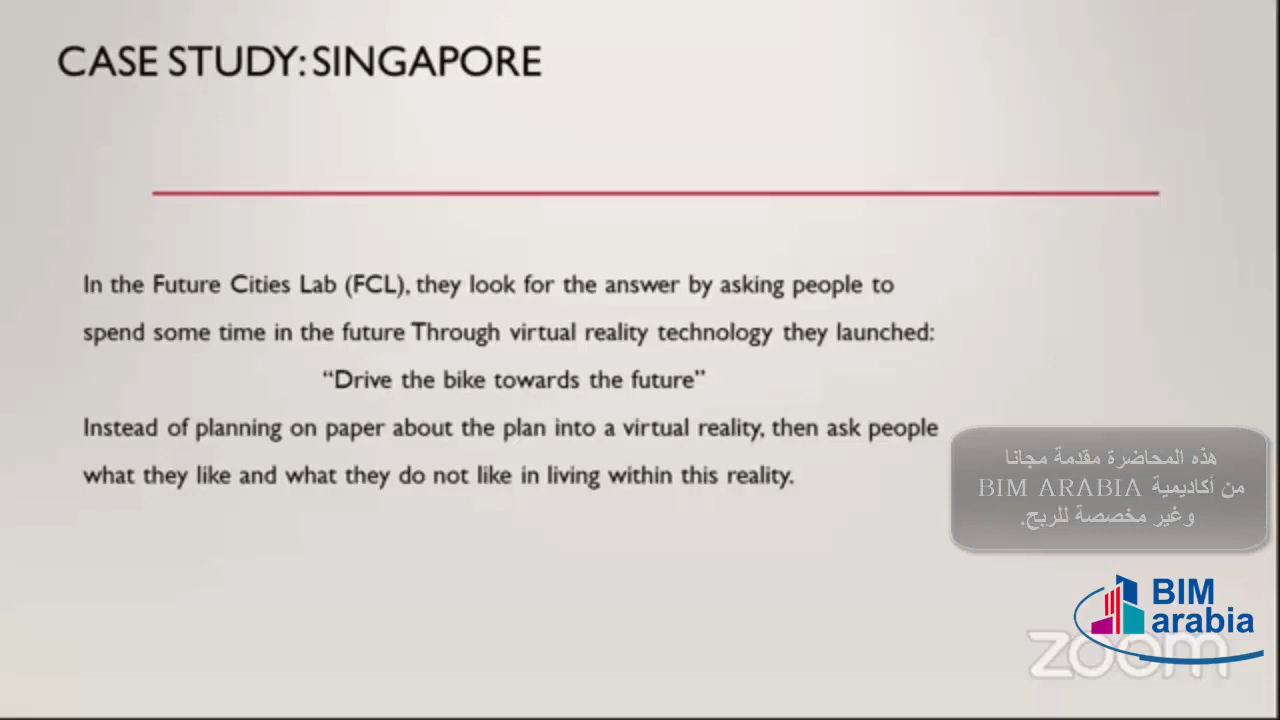 CASE STUDY: SINGAPORE
In the Future Cities Lab (FCL), they look for the answer by asking people to
spend some time in the future Through virtual reality technology they launched:
“Drive the bike towards the future”
Instead of planning on paper about the plan into a virtual reality, then ask people
what they like and what they do not like in living within this reality.
هذه المحاضرة مقدمة مجانا
من أكاديمية BIM ARABIA
وغير مخصصة للربح.
BIM
arabia
zoom